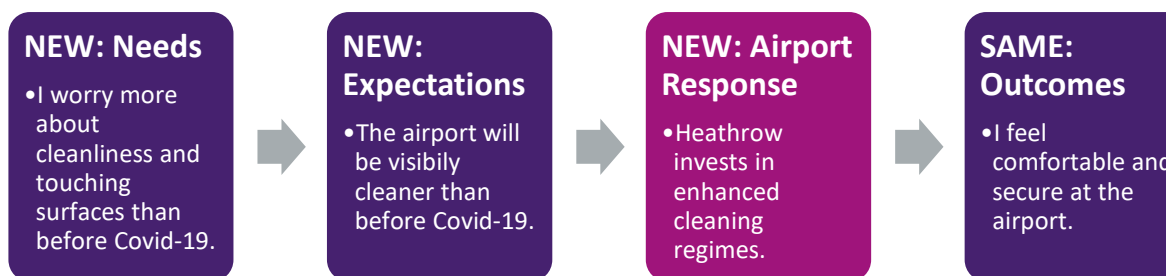 NEW: Needs
•I worry more
about
cleanliness and
touching
surfaces than
before Covid-19.
NEW:
Expectations
•The airport will
be visibily
cleaner than
before Covid-19.
NEW: Airport
Response
•Heathrow
invests in
enhanced
cleaning
regimes.
SAME:
Outcomes
•I feel
comfortable and
secure at the
airport.